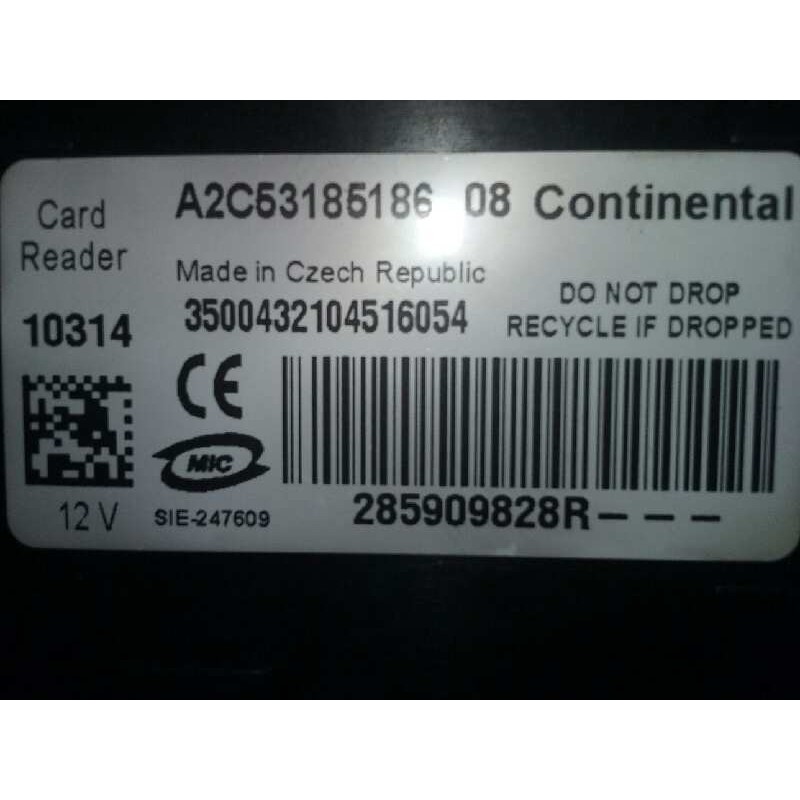 Card
Reader
A2C53185186 08 Continental
Made in Czech Republic
10314
3500432104516054
DO NOT DROP
RECYCLE IF DROPPED
CE
MIC
12 V
SIE-247609
285909828R---